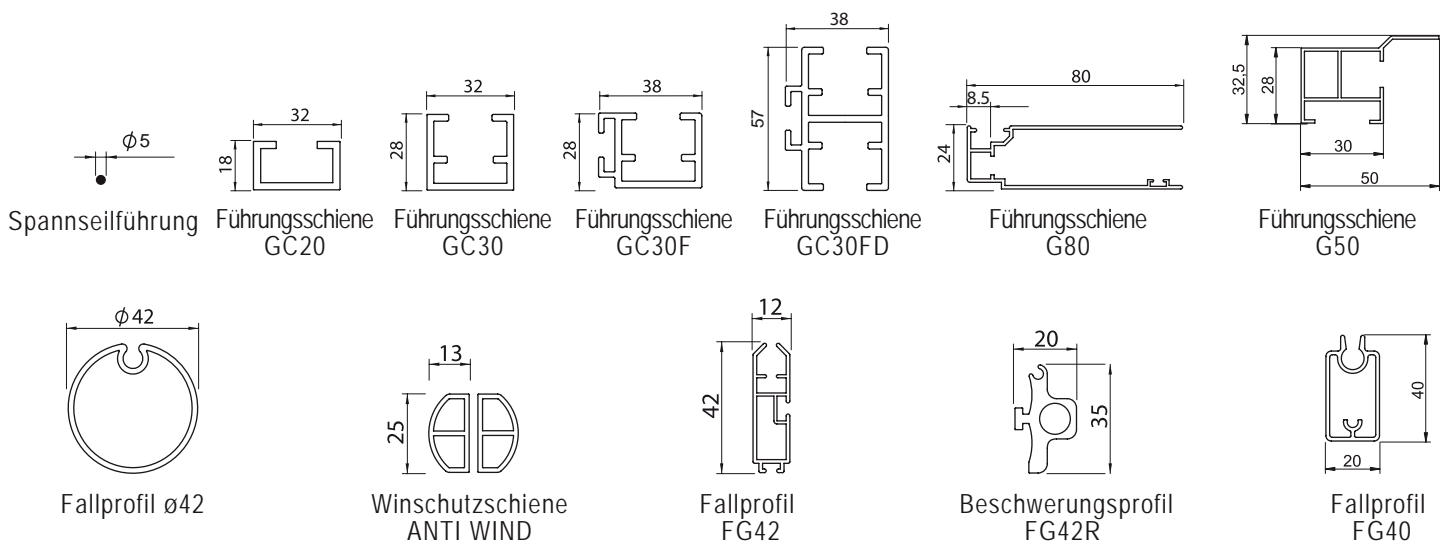 ϕ5
32
18
32
28
38
28
38
57
80
8.5
24
32,5
28
30
50
Spannseilführung
Führungsschiene
GC20
Führungsschiene
GC30
Führungsschiene
GC30F
Führungsschiene
GC30FD
Führungsschiene
G80
Führungsschiene
G50
ϕ42
13
25
12
42
20
35
40
20
Fallprofil ø42
Winschutzschiene
ANTI WIND
Fallprofil
FG42
Beschwerungsprofil
FG42R
Fallprofil
FG40